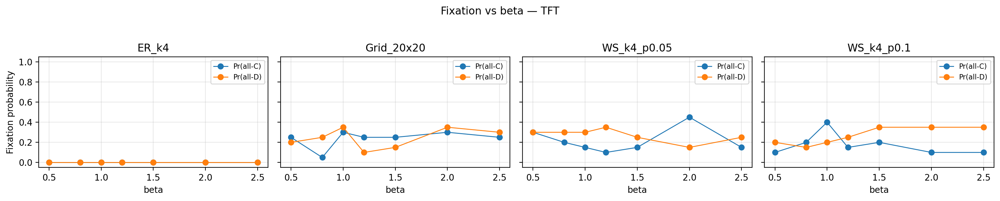 Fixation vs beta — TFT
ER_k4
Fixation probability
1.0
0.8
0.6
0.4
0.2
0.0
Pr(all-C)
Pr(all-D)
0.5 1.0 1.5 2.0 2.5
beta
Grid_20x20
Pr(all-C)
Pr(all-D)
0.5 1.0 1.5 2.0 2.5
beta
WS_k4_p0.05
Pr(all-C)
Pr(all-D)
0.5 1.0 1.5 2.0 2.5
beta
WS_k4_p0.1
Pr(all-C)
Pr(all-D)
0.5 1.0 1.5 2.0 2.5
beta